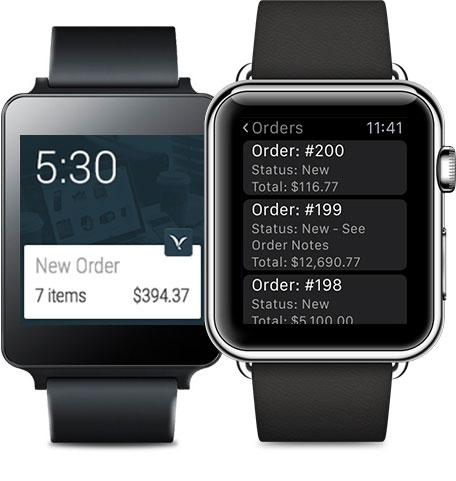 5:30
New Order
7 items $394.37
‹ Orders 11:41
Order: #200
Status: New
Total: $116.77
Order: #199
Status: New - See
Order Notes
Total: $12,690.77
Order: #198
Status: New
Total: $5,100.00